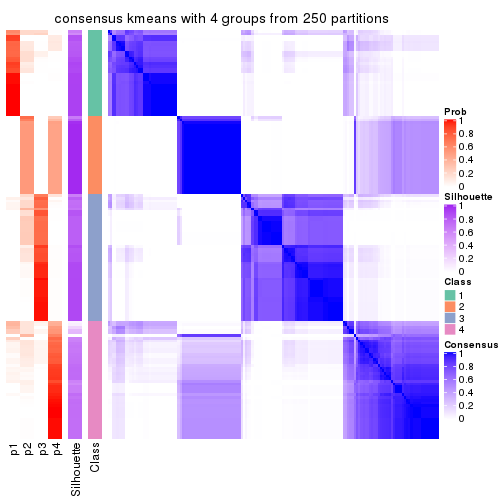 consensus kmeans with 4 groups from 250 partitions
Prob
1
0.8
0.6
0.4
0.2
0
Silhouette
1
0.8
0.6
0.4
0.2
0
Class
1
2
3
4
Consensus
1
0.8
0.6
0.4
0.2
0
p1
p2
p3
p4
Silhouette
Class